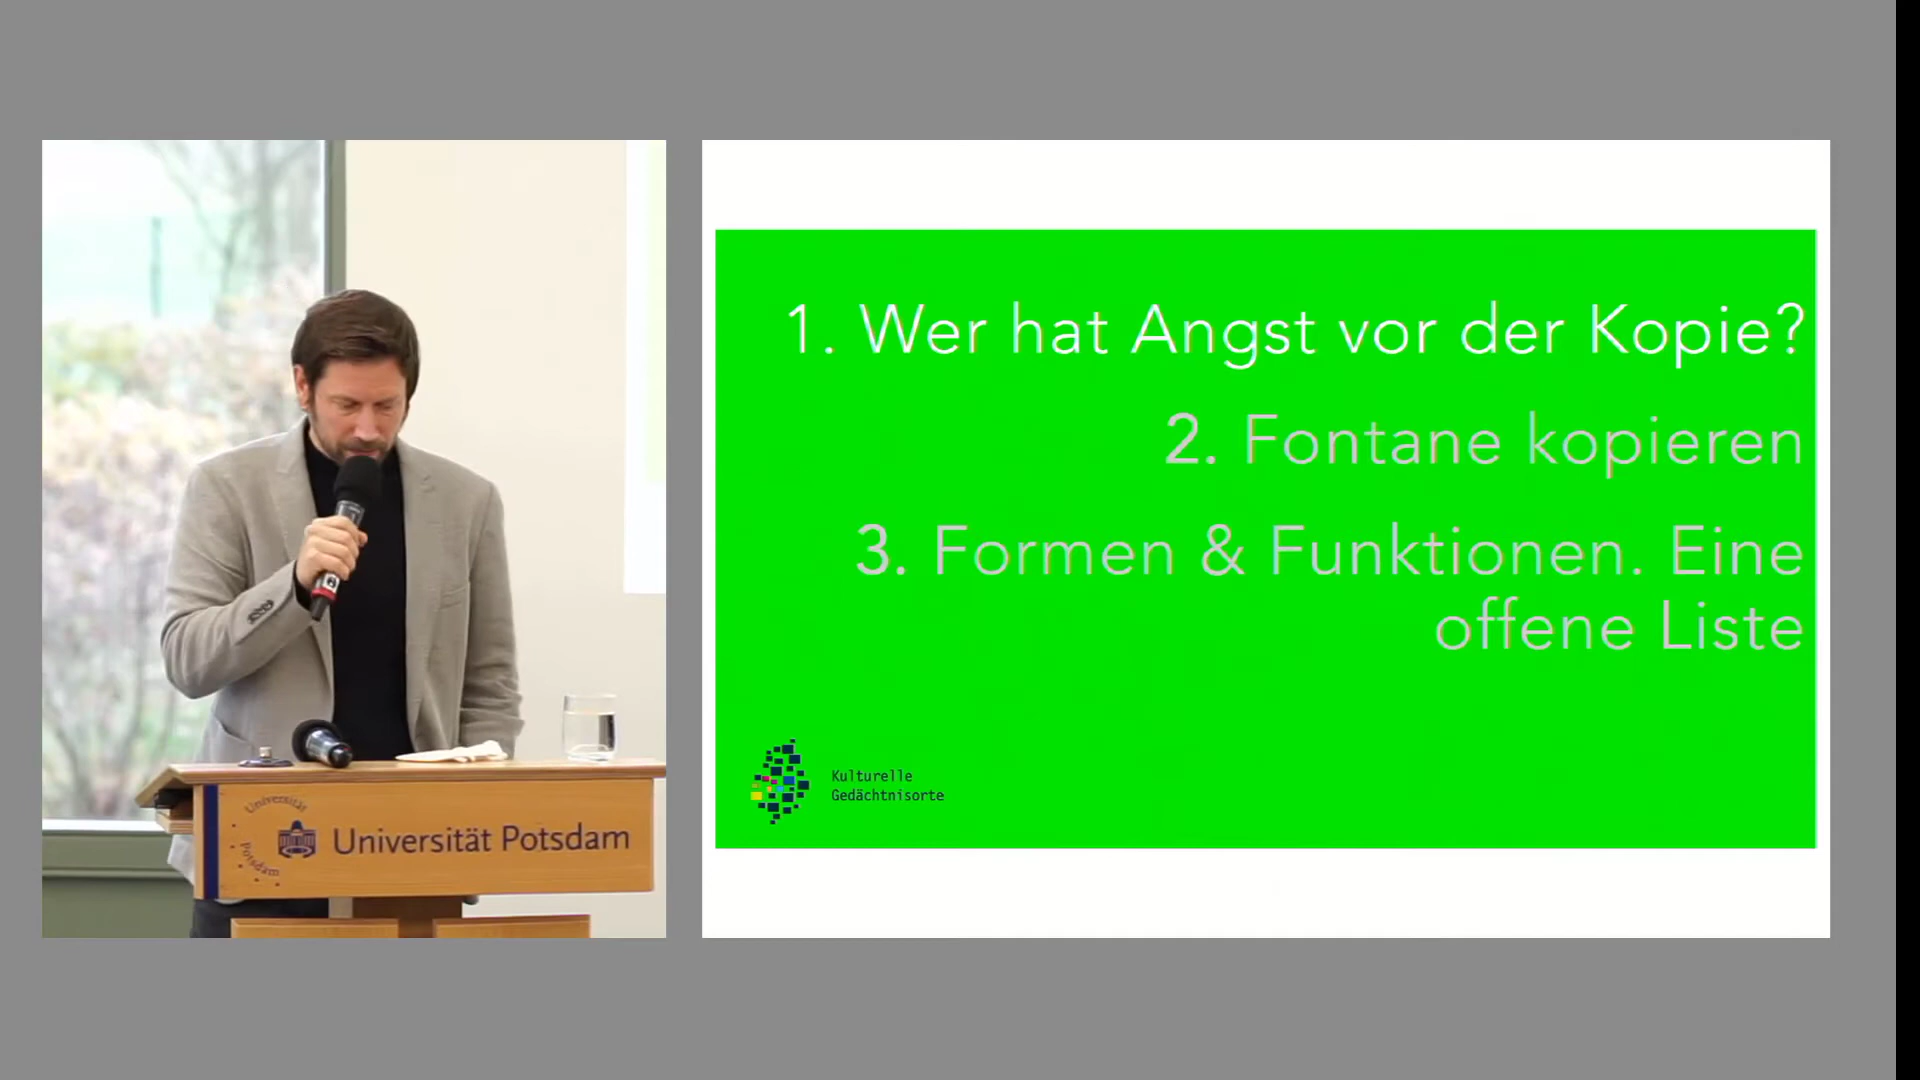 1. Wer hat Angst vor der Kopie?
2. Fontane kopieren
3. Formen & Funktionen. Eine
offene Liste
Kulturelle
Gedächtnisorte
Universität
Potsdam
Universität Potsdam